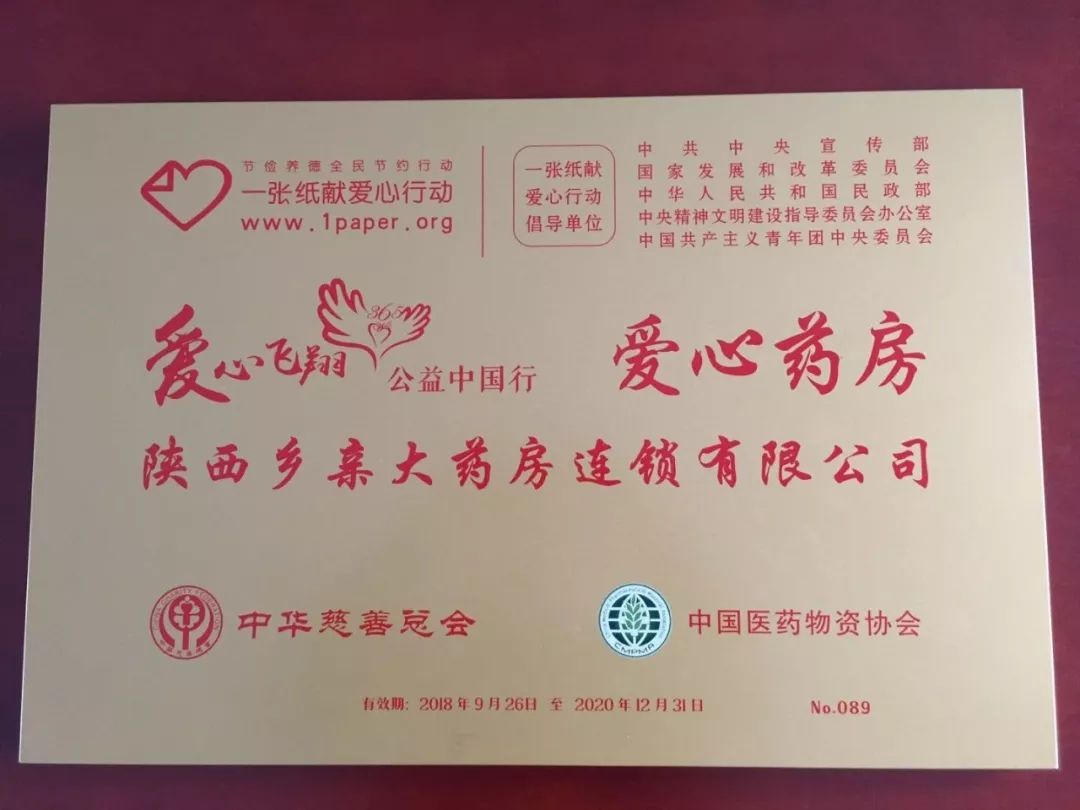 节俭养德全民节约行动
一张纸献爱心行动
www.1paper.org
一张纸献
爱心行动
倡导单位
中共中央宣传部
国家发展和改革委员会
中华人民共和国民政部
中央精神文明建设指导委员会办公室
中国共产主义青年团中央委员会
爱心飞翔
365
公益中国行
爱心药房
陕西乡亲大药房连锁有限公司
中华慈善总会
CMPMA
中国医药物资协会
有效期: 2018年9月26日 至 2020年12月31日
No.089